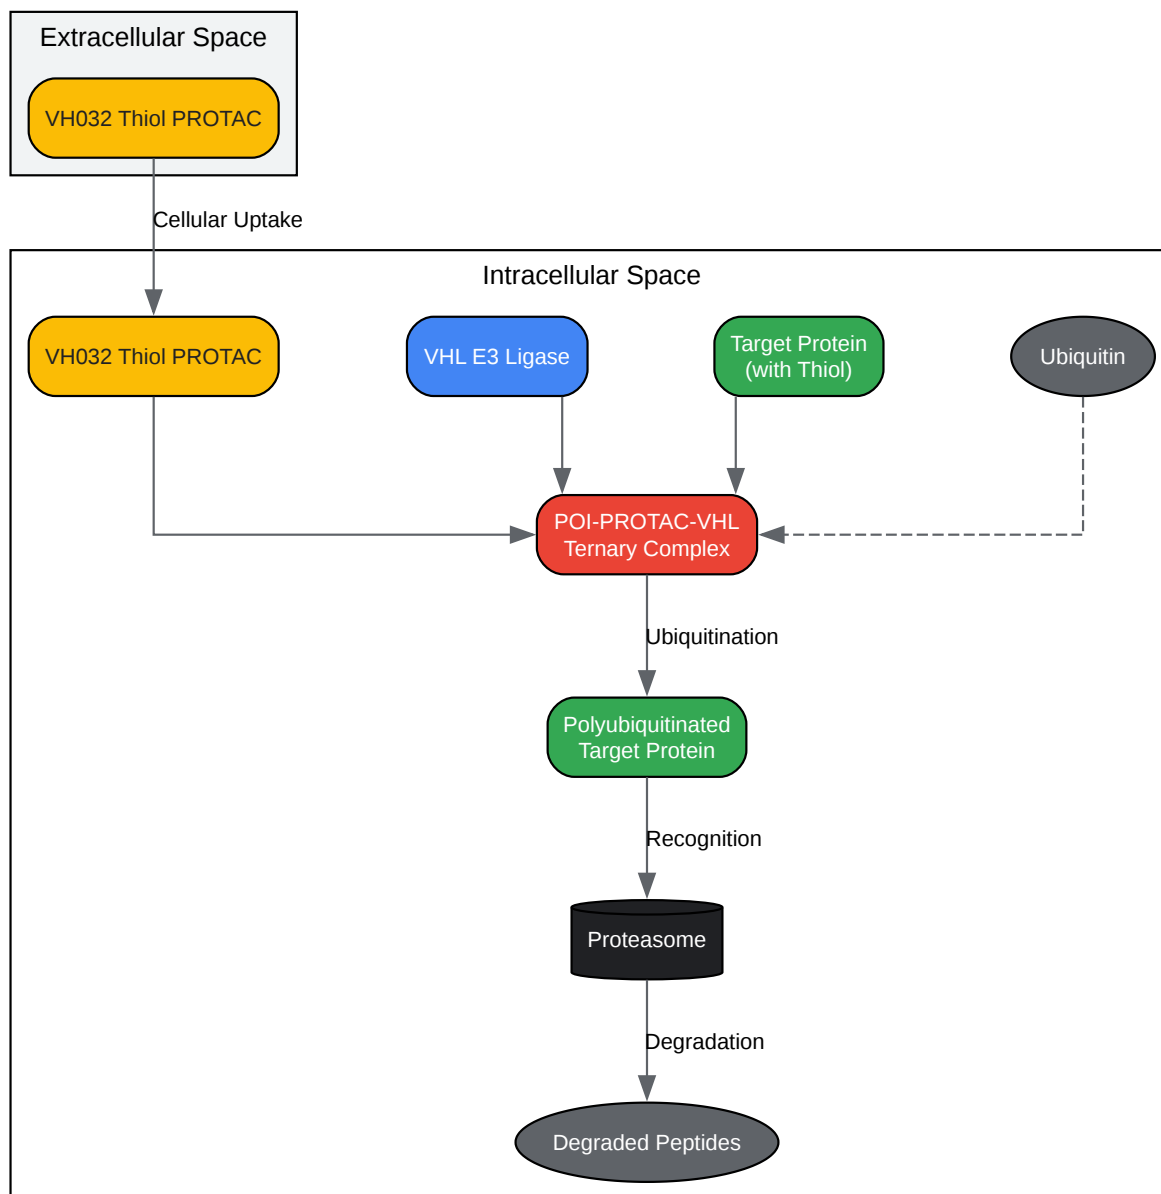 Extracellular Space
VH032 Thiol PROTAC
Cellular Uptake
Intracellular Space
VH032 Thiol PROTAC
VHL E3 Ligase
Target Protein
(with Thiol)
Ubiquitin
POI-PROTAC-VHL
Ternary Complex
Ubiquitination
Polyubiquitinated
Target Protein
Recognition
Proteasome
Degradation
Degraded Peptides